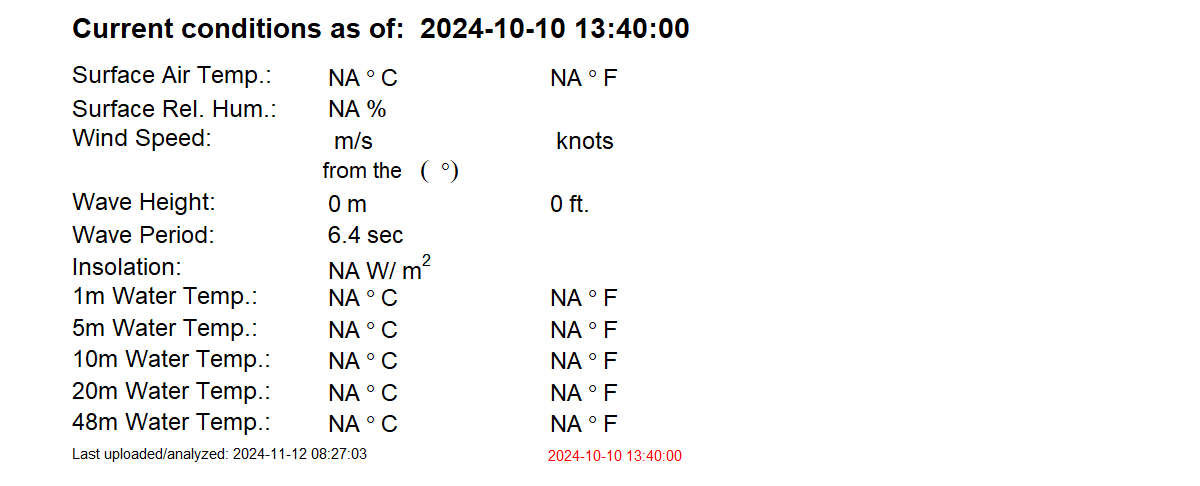 Current conditions as of: 2024-10-10 13:40:00
Surface Air Temp.: NA ° C NA ° F
Surface Rel. Hum.: NA %
Wind Speed: m/s knots
from the ( °)
Wave Height: 0 m 0 ft.
Wave Period: 6.4 sec
Insolation: NA W/ m²
1m Water Temp.: NA ° C NA ° F
5m Water Temp.: NA ° C NA ° F
10m Water Temp.: NA ° C NA ° F
20m Water Temp.: NA ° C NA ° F
48m Water Temp.: NA ° C NA ° F
Last uploaded/analyzed: 2024-11-12 08:27:03 2024-10-10 13:40:00